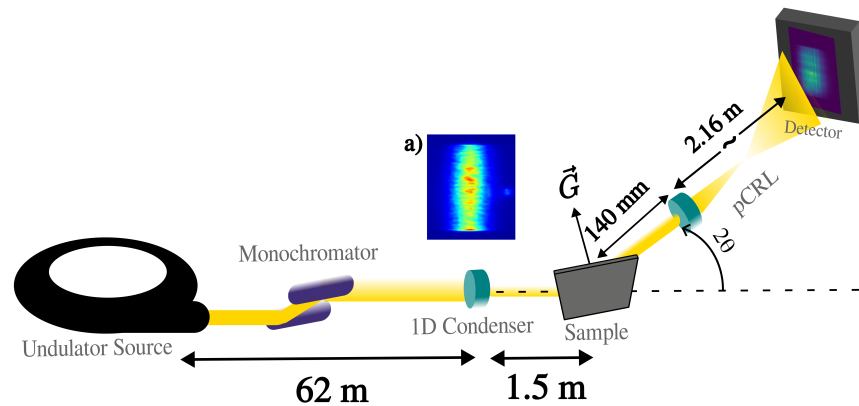 a)
2.16 m
~
Detector
G⃗
140 mm
pCRL
2θ
Monochromator
1D Condenser
Sample
Undulator Source
62 m
1.5 m